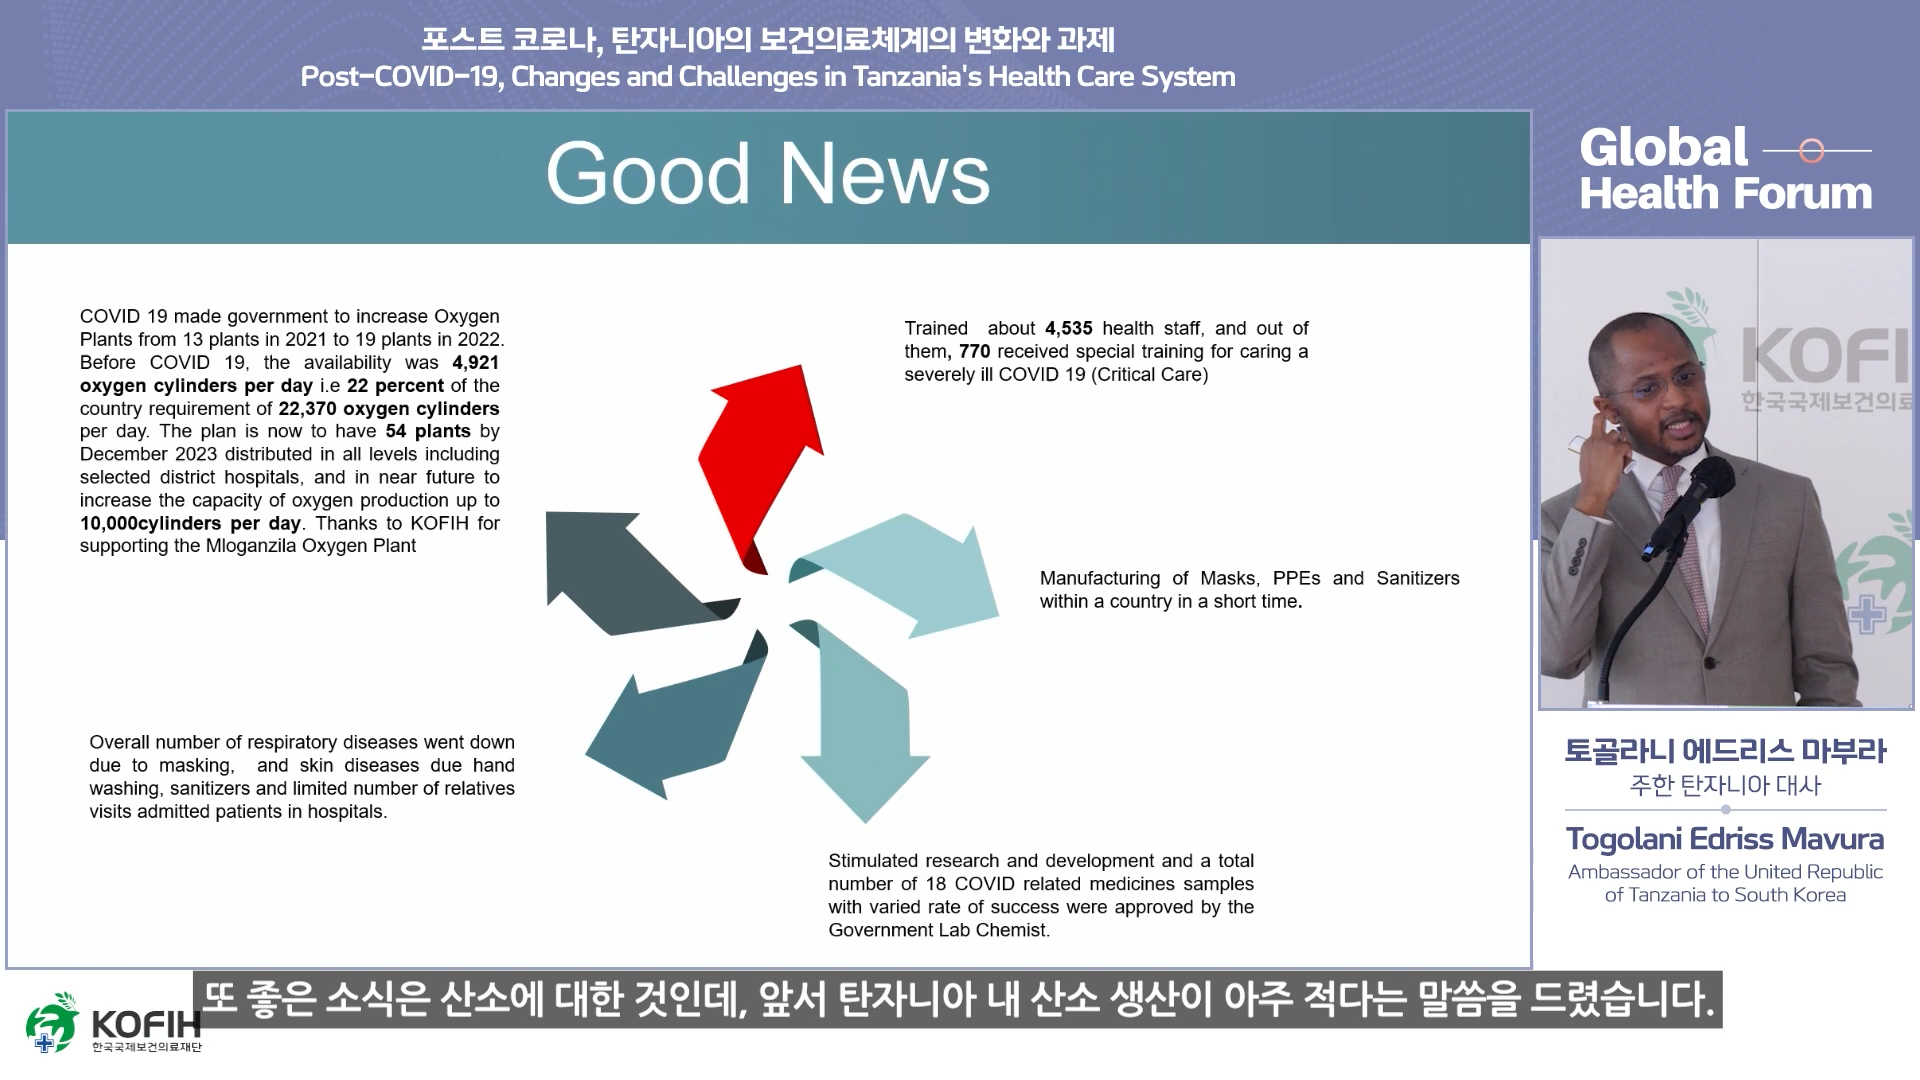 포스트 코로나, 탄자니아의 보건의료체계의 변화와 과제
Post-COVID-19, Changes and Challenges in Tanzania's Health Care System
Good News
COVID 19 made government to increase Oxygen
Plants from 13 plants in 2021 to 19 plants in 2022.
Before COVID 19, the availability was 4,921
oxygen cylinders per day i.e 22 percent of the
country requirement of 22,370 oxygen cylinders
per day. The plan is now to have 54 plants by
December 2023 distributed in all levels including
selected district hospitals, and in near future to
increase the capacity of oxygen production up to
10,000cylinders per day. Thanks to KOFIH for
supporting the Mloganzila Oxygen Plant
Trained about 4,535 health staff, and out of
them, 770 received special training for caring a
severely ill COVID 19 (Critical Care)
Manufacturing of Masks, PPEs and Sanitizers
within a country in a short time.
Overall number of respiratory diseases went down
due to masking, and skin diseases due hand
washing, sanitizers and limited number of relatives
visits admitted patients in hospitals.
Stimulated research and development and a total
number of 18 COVID related medicines samples
with varied rate of success were approved by the
Government Lab Chemist.
Global
Health Forum
KOFI
한국국제보건의료
토골라니 에드리스 마부라
주한 탄자니아 대사
Togolani Edriss Mavura
Ambassador of the United Republic
of Tanzania to South Korea
또 좋은 소식은 산소에 대한 것인데, 앞서 탄자니아 내 산소 생산이 아주 적다는 말씀을 드렸습니다.
KOFIH
한국국제보건의료재단